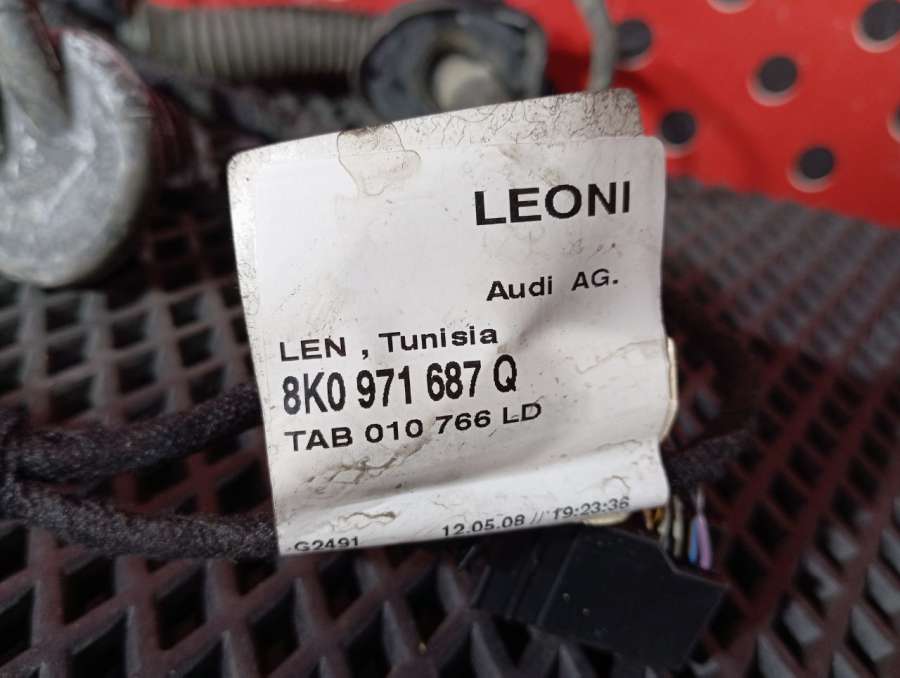 LEONI
Audi AG.
LEN , Tunisia
8K0 971 687 Q
TAB 010 766 LD
G2491 12.05.08 // 19:23:36